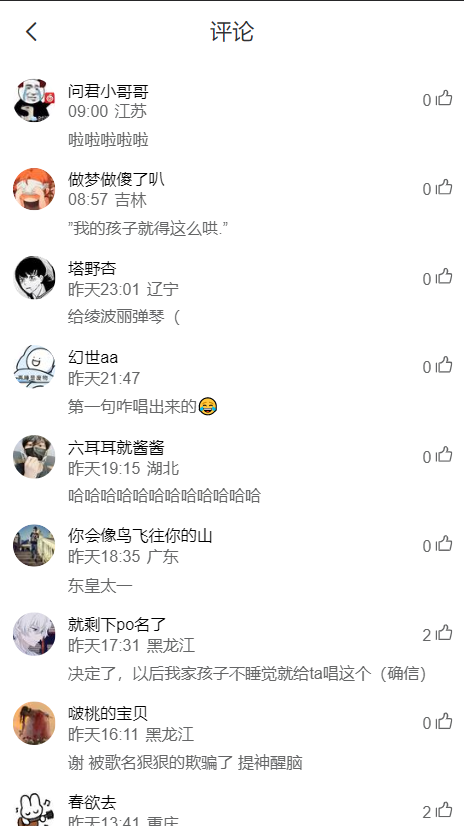 评论
问君小哥哥
09:00 江苏
0
啦啦啦啦啦
做梦做傻了叭
08:57 吉林
0
”我的孩子就得这么哄.”
塔野杏
昨天23:01 辽宁
0
给绫波丽弹琴（
幻世aa
昨天21:47
0
第一句咋唱出来的😂
六耳耳就酱酱
昨天19:15 湖北
0
哈哈哈哈哈哈哈哈哈哈哈哈
你会像鸟飞往你的山
昨天18:35 广东
0
东皇太一
就剩下po名了
昨天17:31 黑龙江
2
决定了，以后我家孩子不睡觉就给ta唱这个（确信）
啵桃的宝贝
昨天16:11 黑龙江
0
谢 被歌名狠狠的欺骗了 提神醒脑
春欲去
昨天13:41 重庆
2